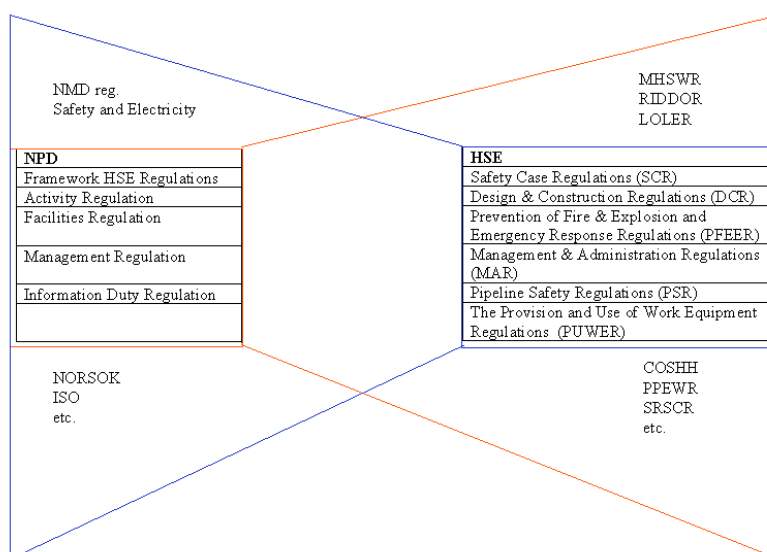 NMD reg.
Safety and Electricity
MHSWR
RIDDOR
LOLER
NPD
Framework HSE Regulations
Activity Regulation
Facilities Regulation
Management Regulation
Information Duty Regulation
HSE
Safety Case Regulations (SCR)
Design & Construction Regulations (DCR)
Prevention of Fire & Explosion and
Emergency Response Regulations (PFEER)
Management & Administration Regulations
(MAR)
Pipeline Safety Regulations (PSR)
The Provision and Use of Work Equipment
Regulations (PUWER)
NORSOK
ISO
etc.
COSHH
PPEWR
SRSCR
etc.